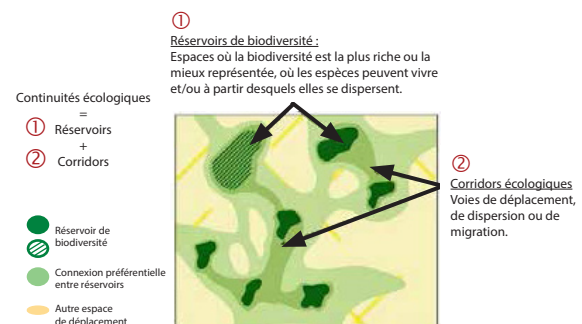 ①
Réservoirs de biodiversité :
Espaces où la biodiversité est la plus riche ou la
mieux représentée, où les espèces peuvent vivre
et/ou à partir desquels elles se dispersent.
Continuités écologiques
=
① Réservoirs
+
② Corridors
②
Corridors écologiques
Voies de déplacement,
de dispersion ou de
migration.
Réservoir de
biodiversité
Connexion préférentielle
entre réservoirs
Autre espace
de déplacement